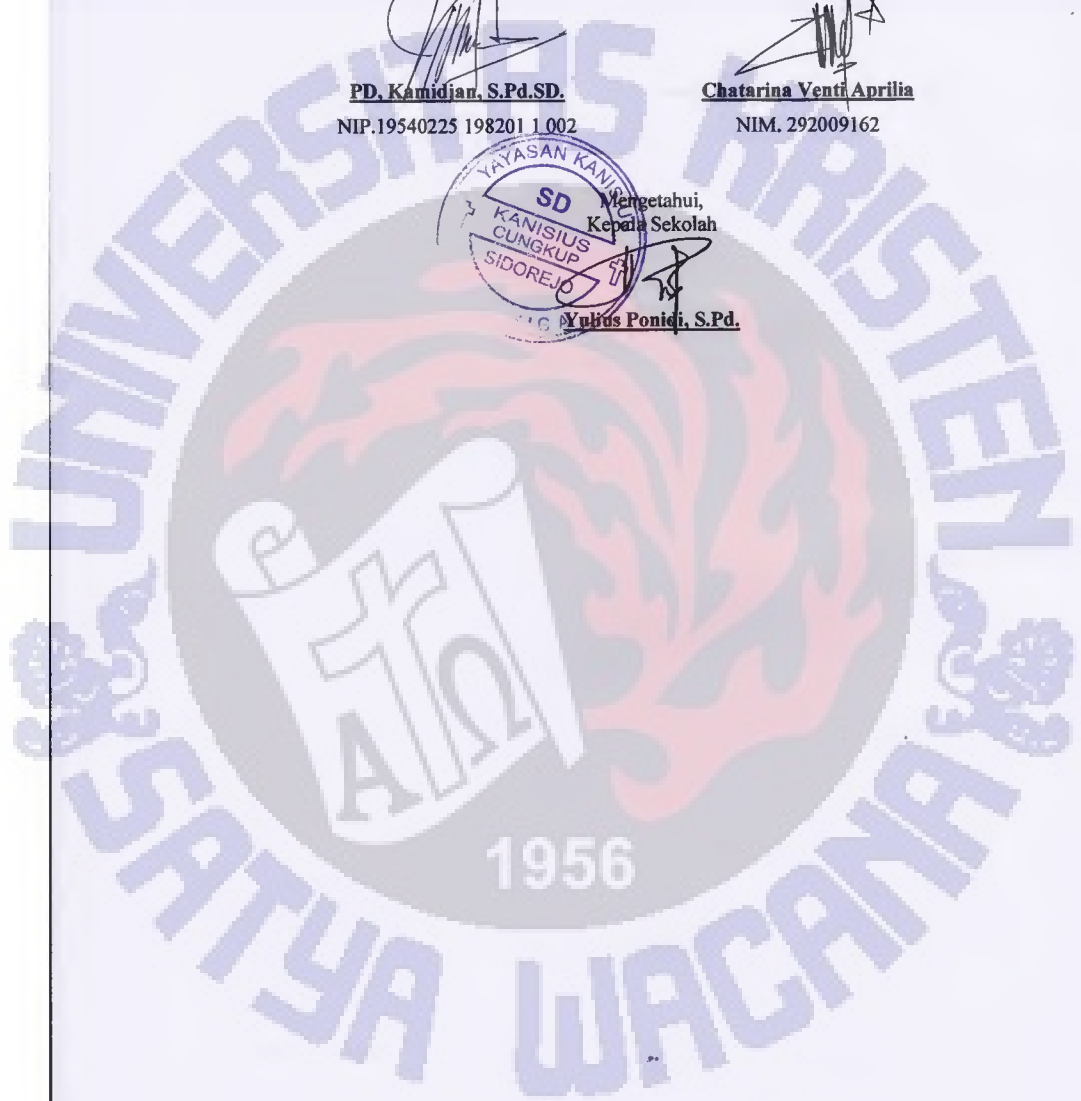 PD, Kamidjan, S.Pd.SD.
NIP.19540225 198201 1 002
Chatarina Venti Aprilia
NIM. 292009162
YAYASAN KANISIUS
SD
KANISIUS
CUNGKUP
SIDOREJO
Mengetahui,
Kepala Sekolah
Yulius Ponidi, S.Pd.
UNIVERSITAS KRISTEN
Α Ω
1956
SATYA WACANA